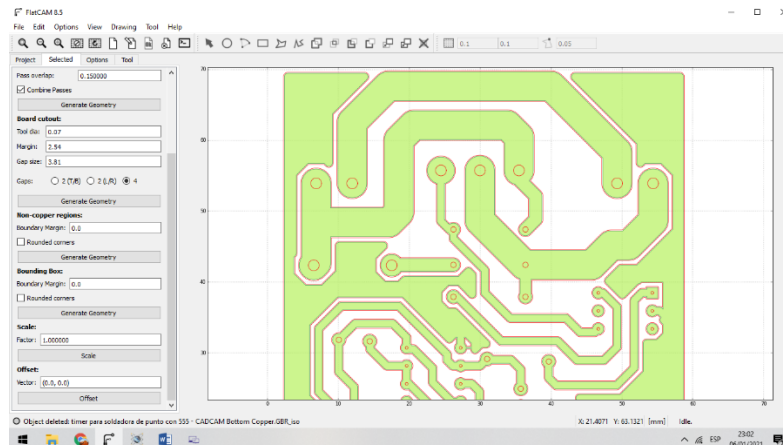 FlatCAM 8.5
File Edit Options View Drawing Tool Help
0.1 0.1 0.05
Project Selected Options Tool
Pass overlap: 0.150000
Combine Passes
Generate Geometry
Board cutout:
Tool dia: 0.07
Margin: 2.54
Gap size: 3.81
Gaps: 2 (T/B) 2 (L/R) 4
Generate Geometry
Non-copper regions:
Boundary Margin: 0.0
Rounded corners
Generate Geometry
Bounding Box:
Boundary Margin: 0.0
Rounded corners
Generate Geometry
Scale:
Factor: 1.000000
Scale
Offset:
Vector: (0.0, 0.0)
Offset
70
60
50
40
30
0 10 20 30 40 50 60 70
Object deleted: timer para soldadora de punto con 555 - CADCAM Bottom Copper.GBR_iso X: 21.4071 Y: 63.1321 [mm] Idle.
ESP 23:02
06/01/2021